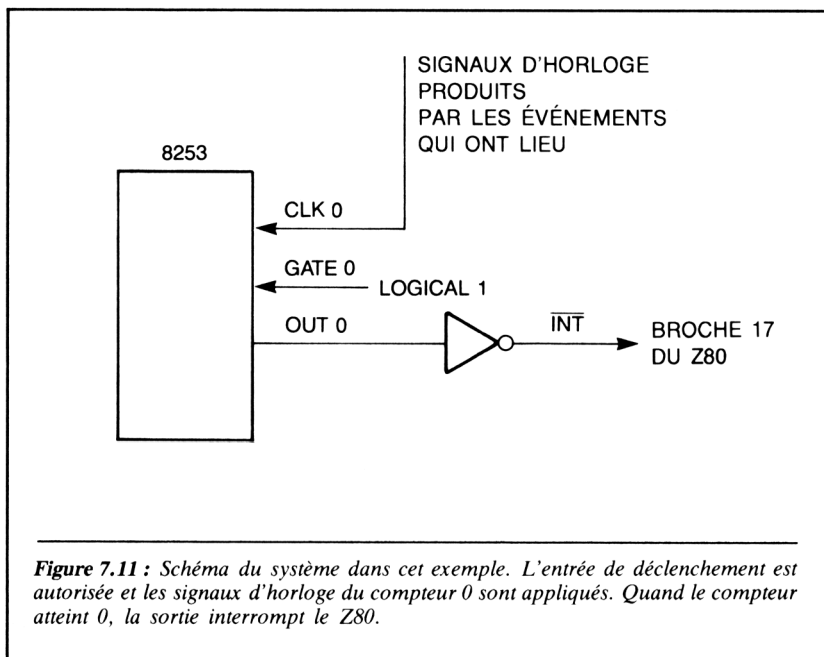 SIGNAUX D'HORLOGE
PRODUITS
PAR LES ÉVÉNEMENTS
QUI ONT LIEU
8253
CLK 0
GATE 0
LOGICAL 1
OUT 0
INT
BROCHE 17
DU Z80
Figure 7.11 : Schéma du système dans cet exemple. L'entrée de déclenchement est
autorisée et les signaux d'horloge du compteur 0 sont appliqués. Quand le compteur
atteint 0, la sortie interrompt le Z80.